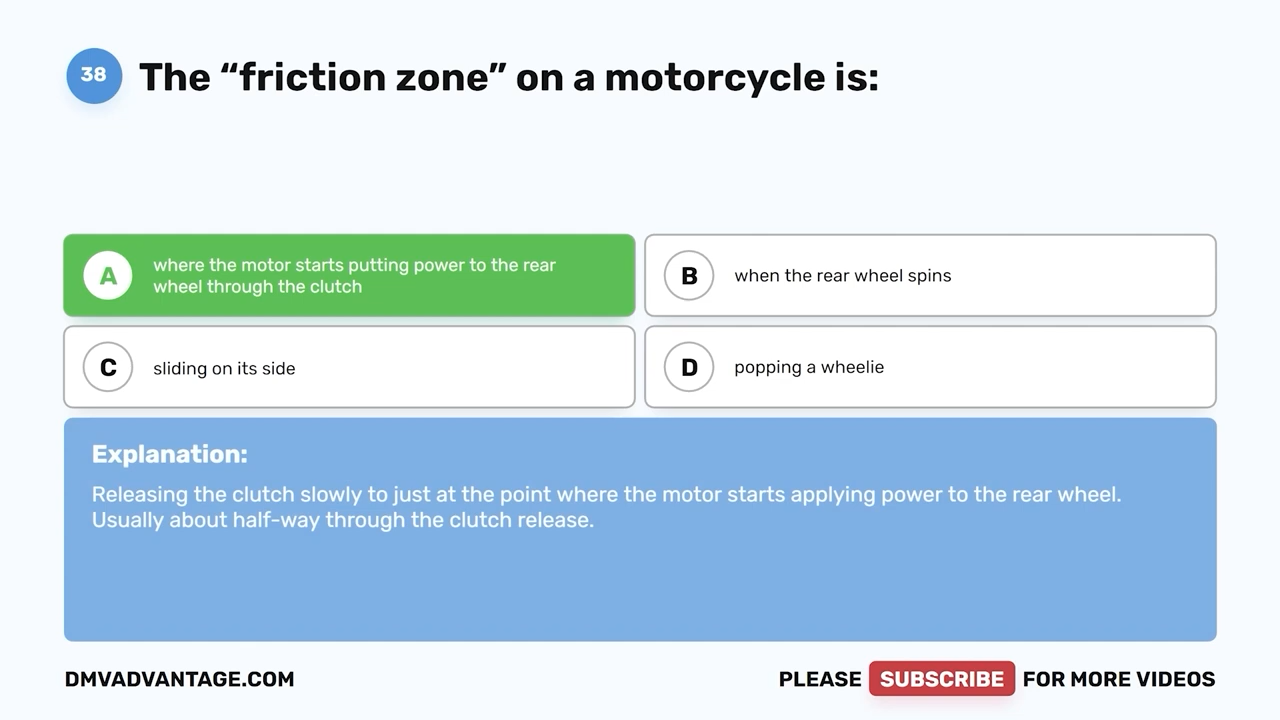 38
The “friction zone” on a motorcycle is:
A
where the motor starts putting power to the rear
wheel through the clutch
B
when the rear wheel spins
C
sliding on its side
D
popping a wheelie
Explanation:
Releasing the clutch slowly to just at the point where the motor starts applying power to the rear wheel.
Usually about half-way through the clutch release.
DMVADVANTAGE.COM
PLEASE SUBSCRIBE FOR MORE VIDEOS